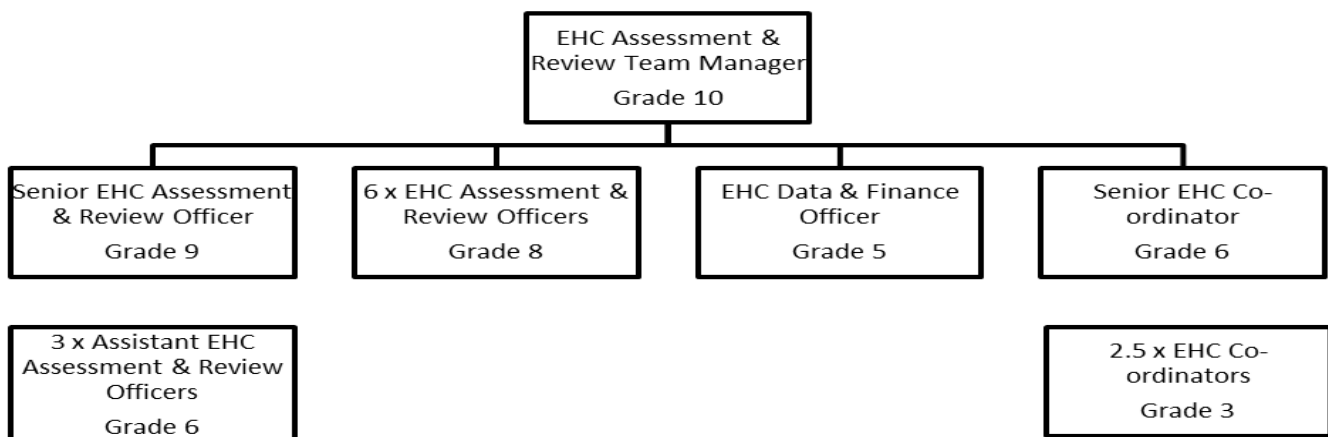 EHC Assessment &
Review Team Manager
Grade 10
Senior EHC Assessment
& Review Officer
Grade 9
6 x EHC Assessment &
Review Officers
Grade 8
EHC Data & Finance
Officer
Grade 5
Senior EHC Co-
ordinator
Grade 6
3 x Assistant EHC
Assessment & Review
Officers
Grade 6
2.5 x EHC Co-
ordinators
Grade 3